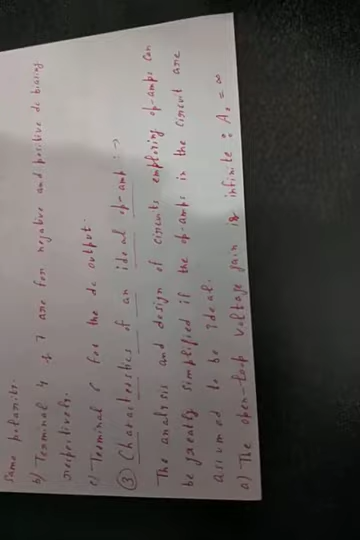 same polarity.
b) Terminal 4 & 7 are for negative and positive dc biasing
respectively.
c) Terminal 6 for the dc output.
③ Characteristics of an ideal op-amp : →
The analysis and design of circuits employing op-amps can
be greatly simplified if the op-amps in the circuit are
assumed to be ideal.
a) The open-loop voltage gain is infinite : A₀ = ∞